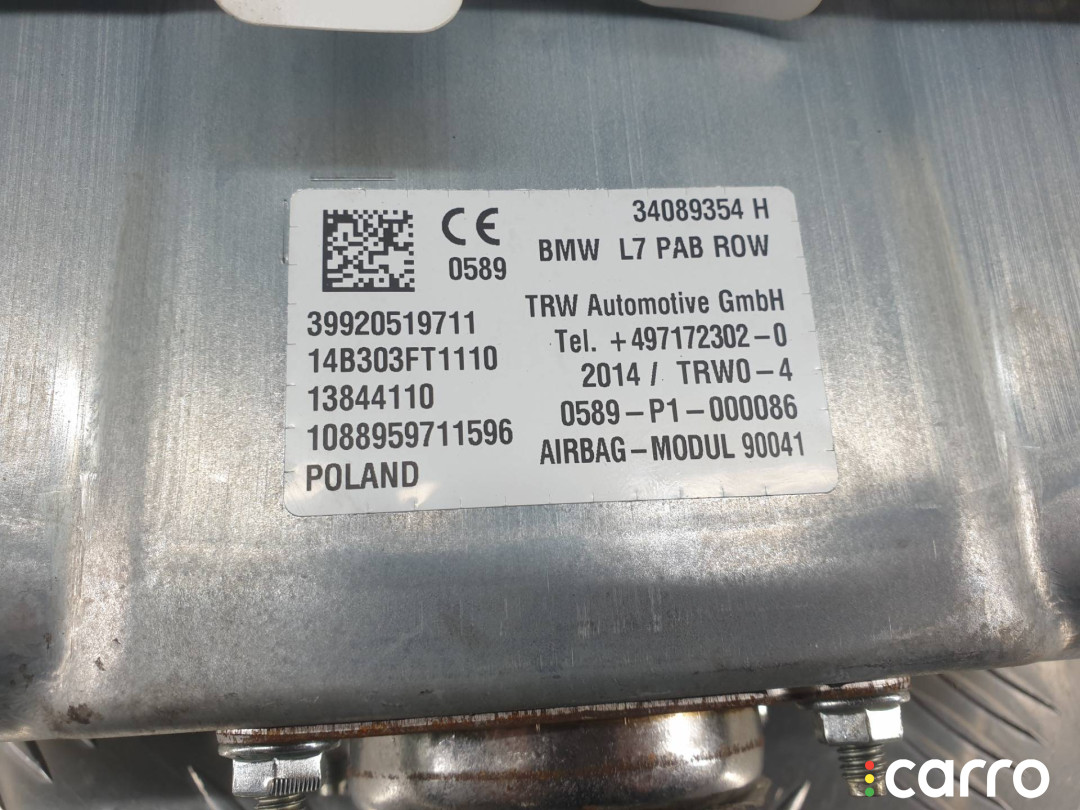 CE
0589
34089354 H
BMW L7 PAB ROW
39920519711
14B303FT1110
13844110
1088959711596
POLAND
TRW Automotive GmbH
Tel. +497172302-0
2014 / TRWO-4
0589-P1-000086
AIRBAG-MODUL 90041
carro